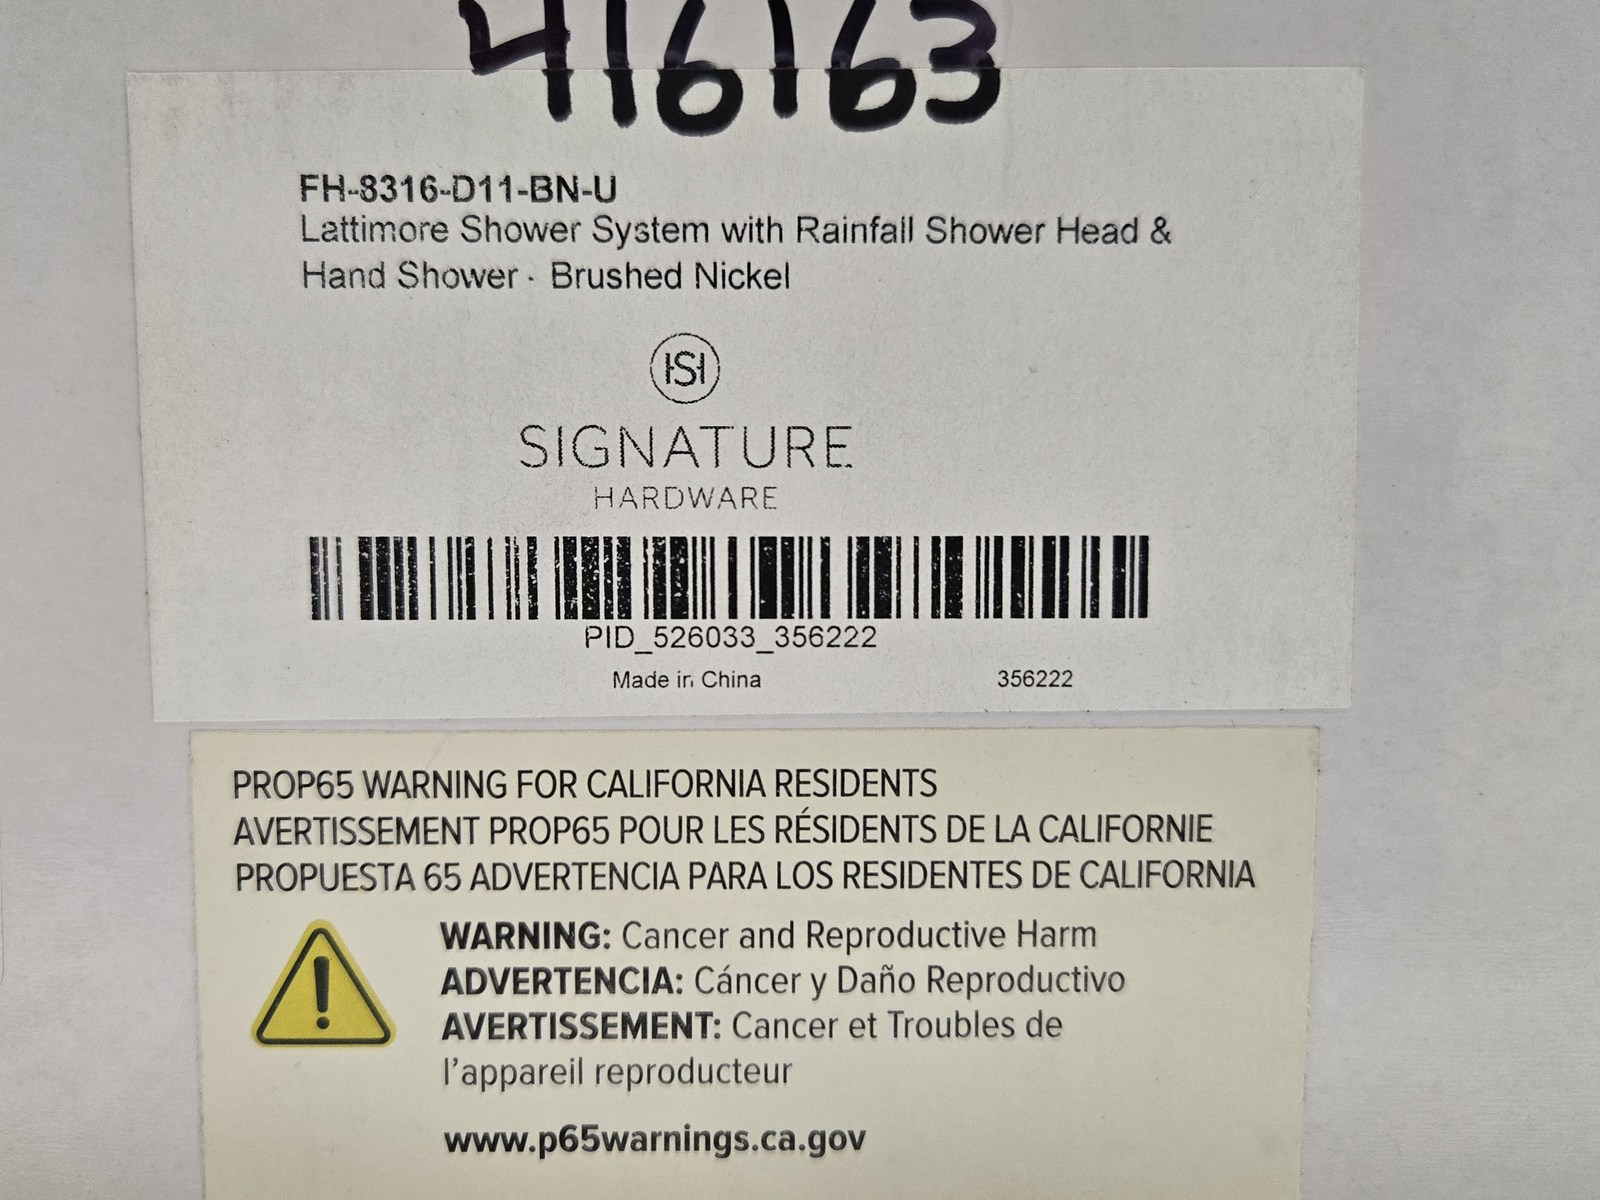 416163
FH-8316-D11-BN-U
Lattimore Shower System with Rainfall Shower Head &
Hand Shower - Brushed Nickel
SIGNATURE
HARDWARE
PID_526033_356222
Made in China 356222
PROP65 WARNING FOR CALIFORNIA RESIDENTS
AVERTISSEMENT PROP65 POUR LES RÉSIDENTS DE LA CALIFORNIE
PROPUESTA 65 ADVERTENCIA PARA LOS RESIDENTES DE CALIFORNIA
WARNING: Cancer and Reproductive Harm
ADVERTENCIA: Cáncer y Daño Reproductivo
AVERTISSEMENT: Cancer et Troubles de
l'appareil reproducteur
www.p65warnings.ca.gov